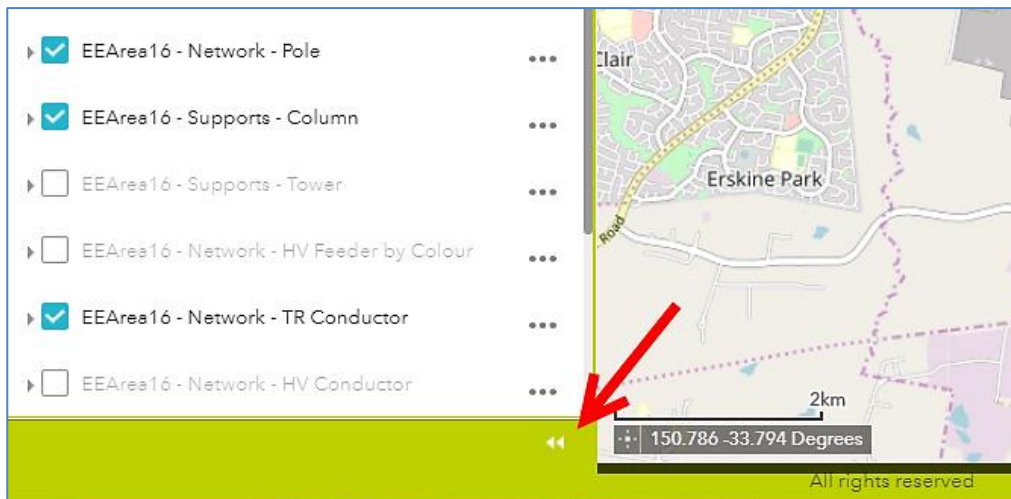 EEArea16 - Network - Pole
EEArea16 - Supports - Column
EEArea16 - Supports - Tower
EEArea16 - Network - HV Feeder by Colour
EEArea16 - Network - TR Conductor
EEArea16 - Network - HV Conductor
Clair
Erskine Park
Road
2km
150.786 -33.794 Degrees
All rights reserved